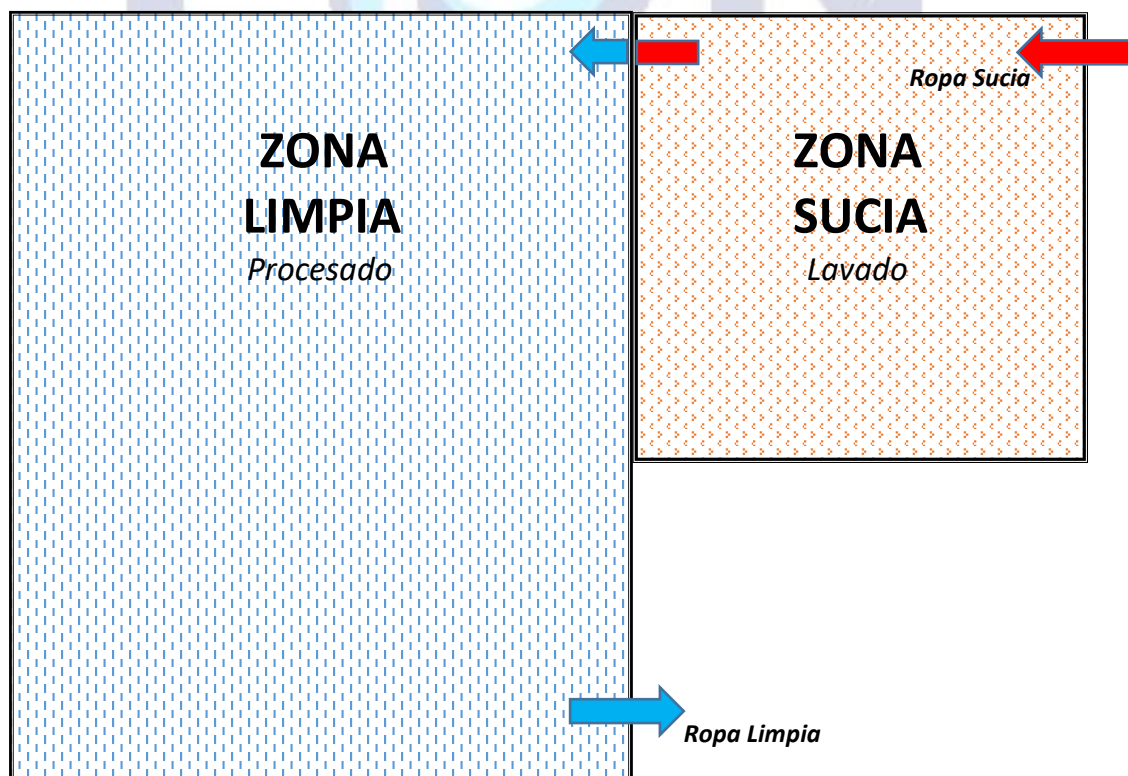 Ropa Sucia
ZONA
LIMPIA
Procesado
ZONA
SUCIA
Lavado
Ropa Limpia